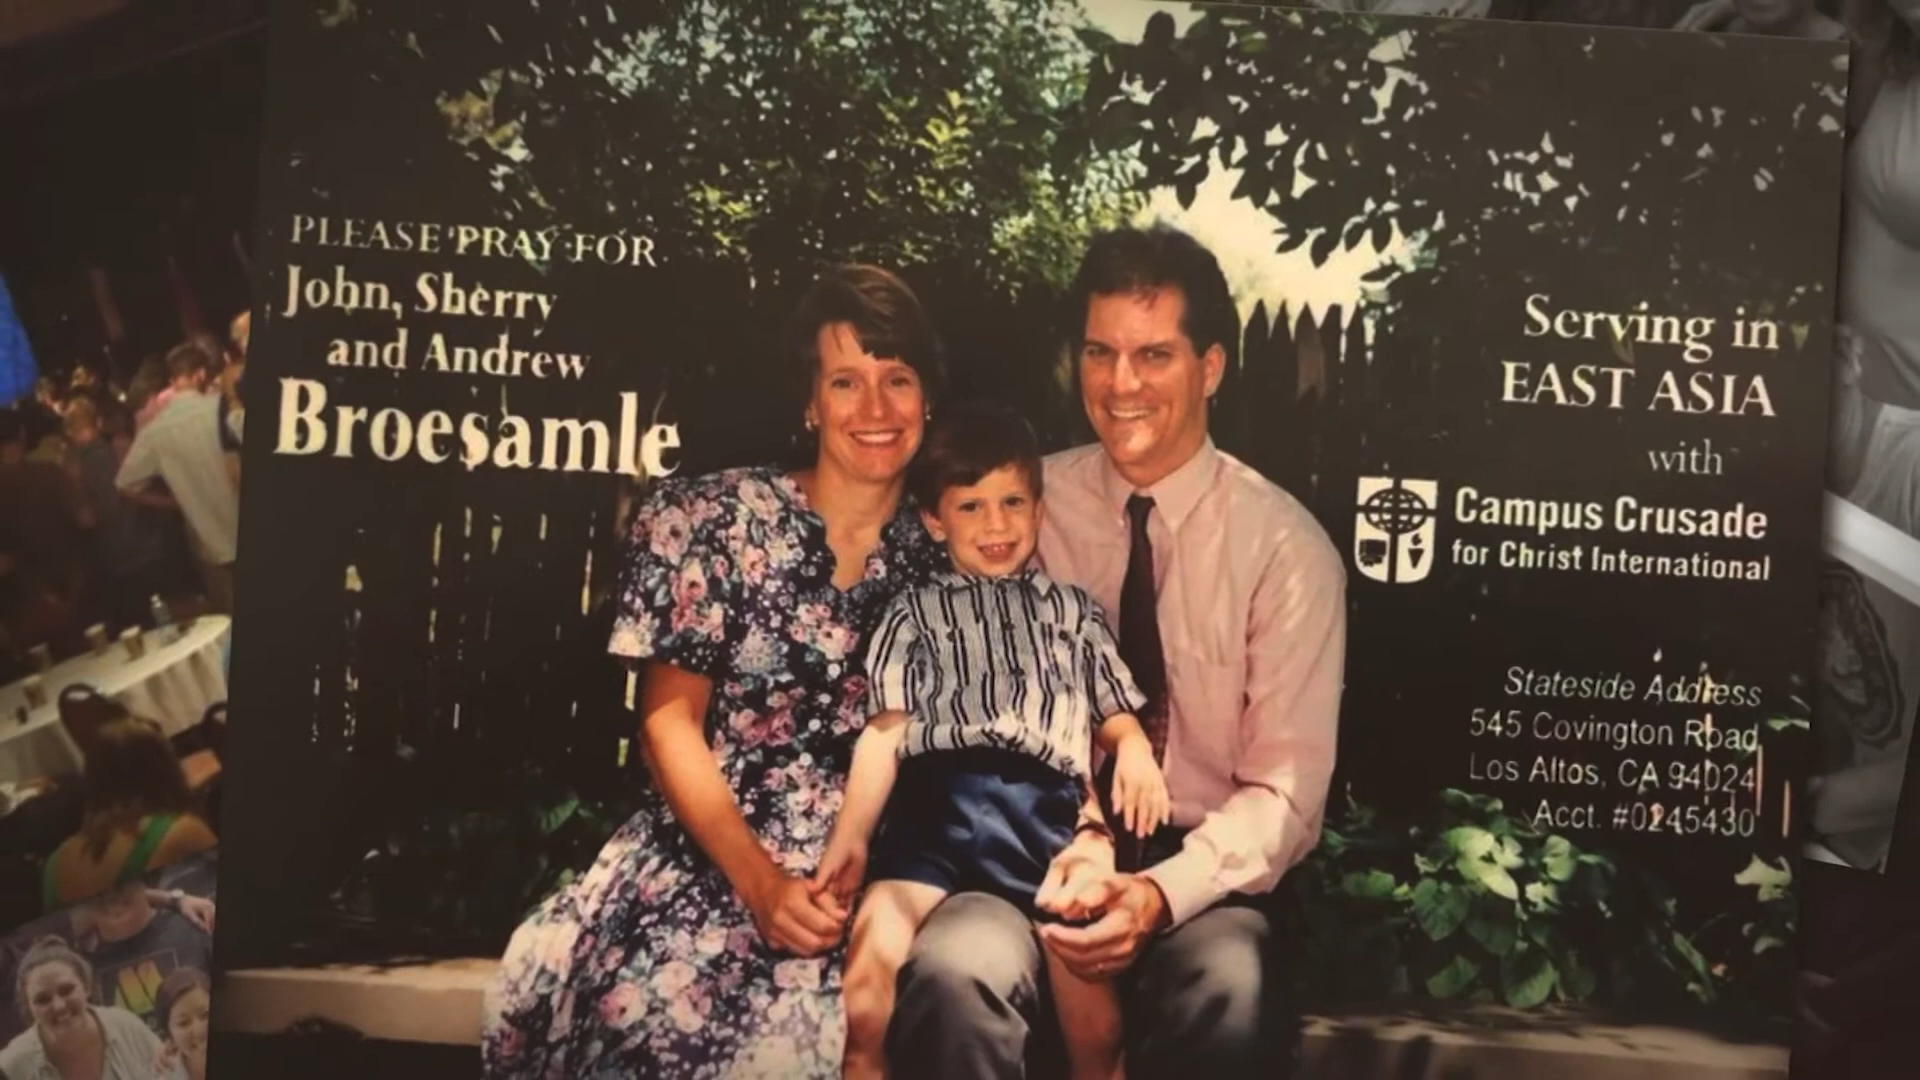 PLEASE PRAY FOR
John, Sherry
and Andrew
Broesamle
Serving in
EAST ASIA
with
Campus Crusade
for Christ International
Stateside Address
545 Covington Road
Los Altos, CA 94024
Acct. #0245430